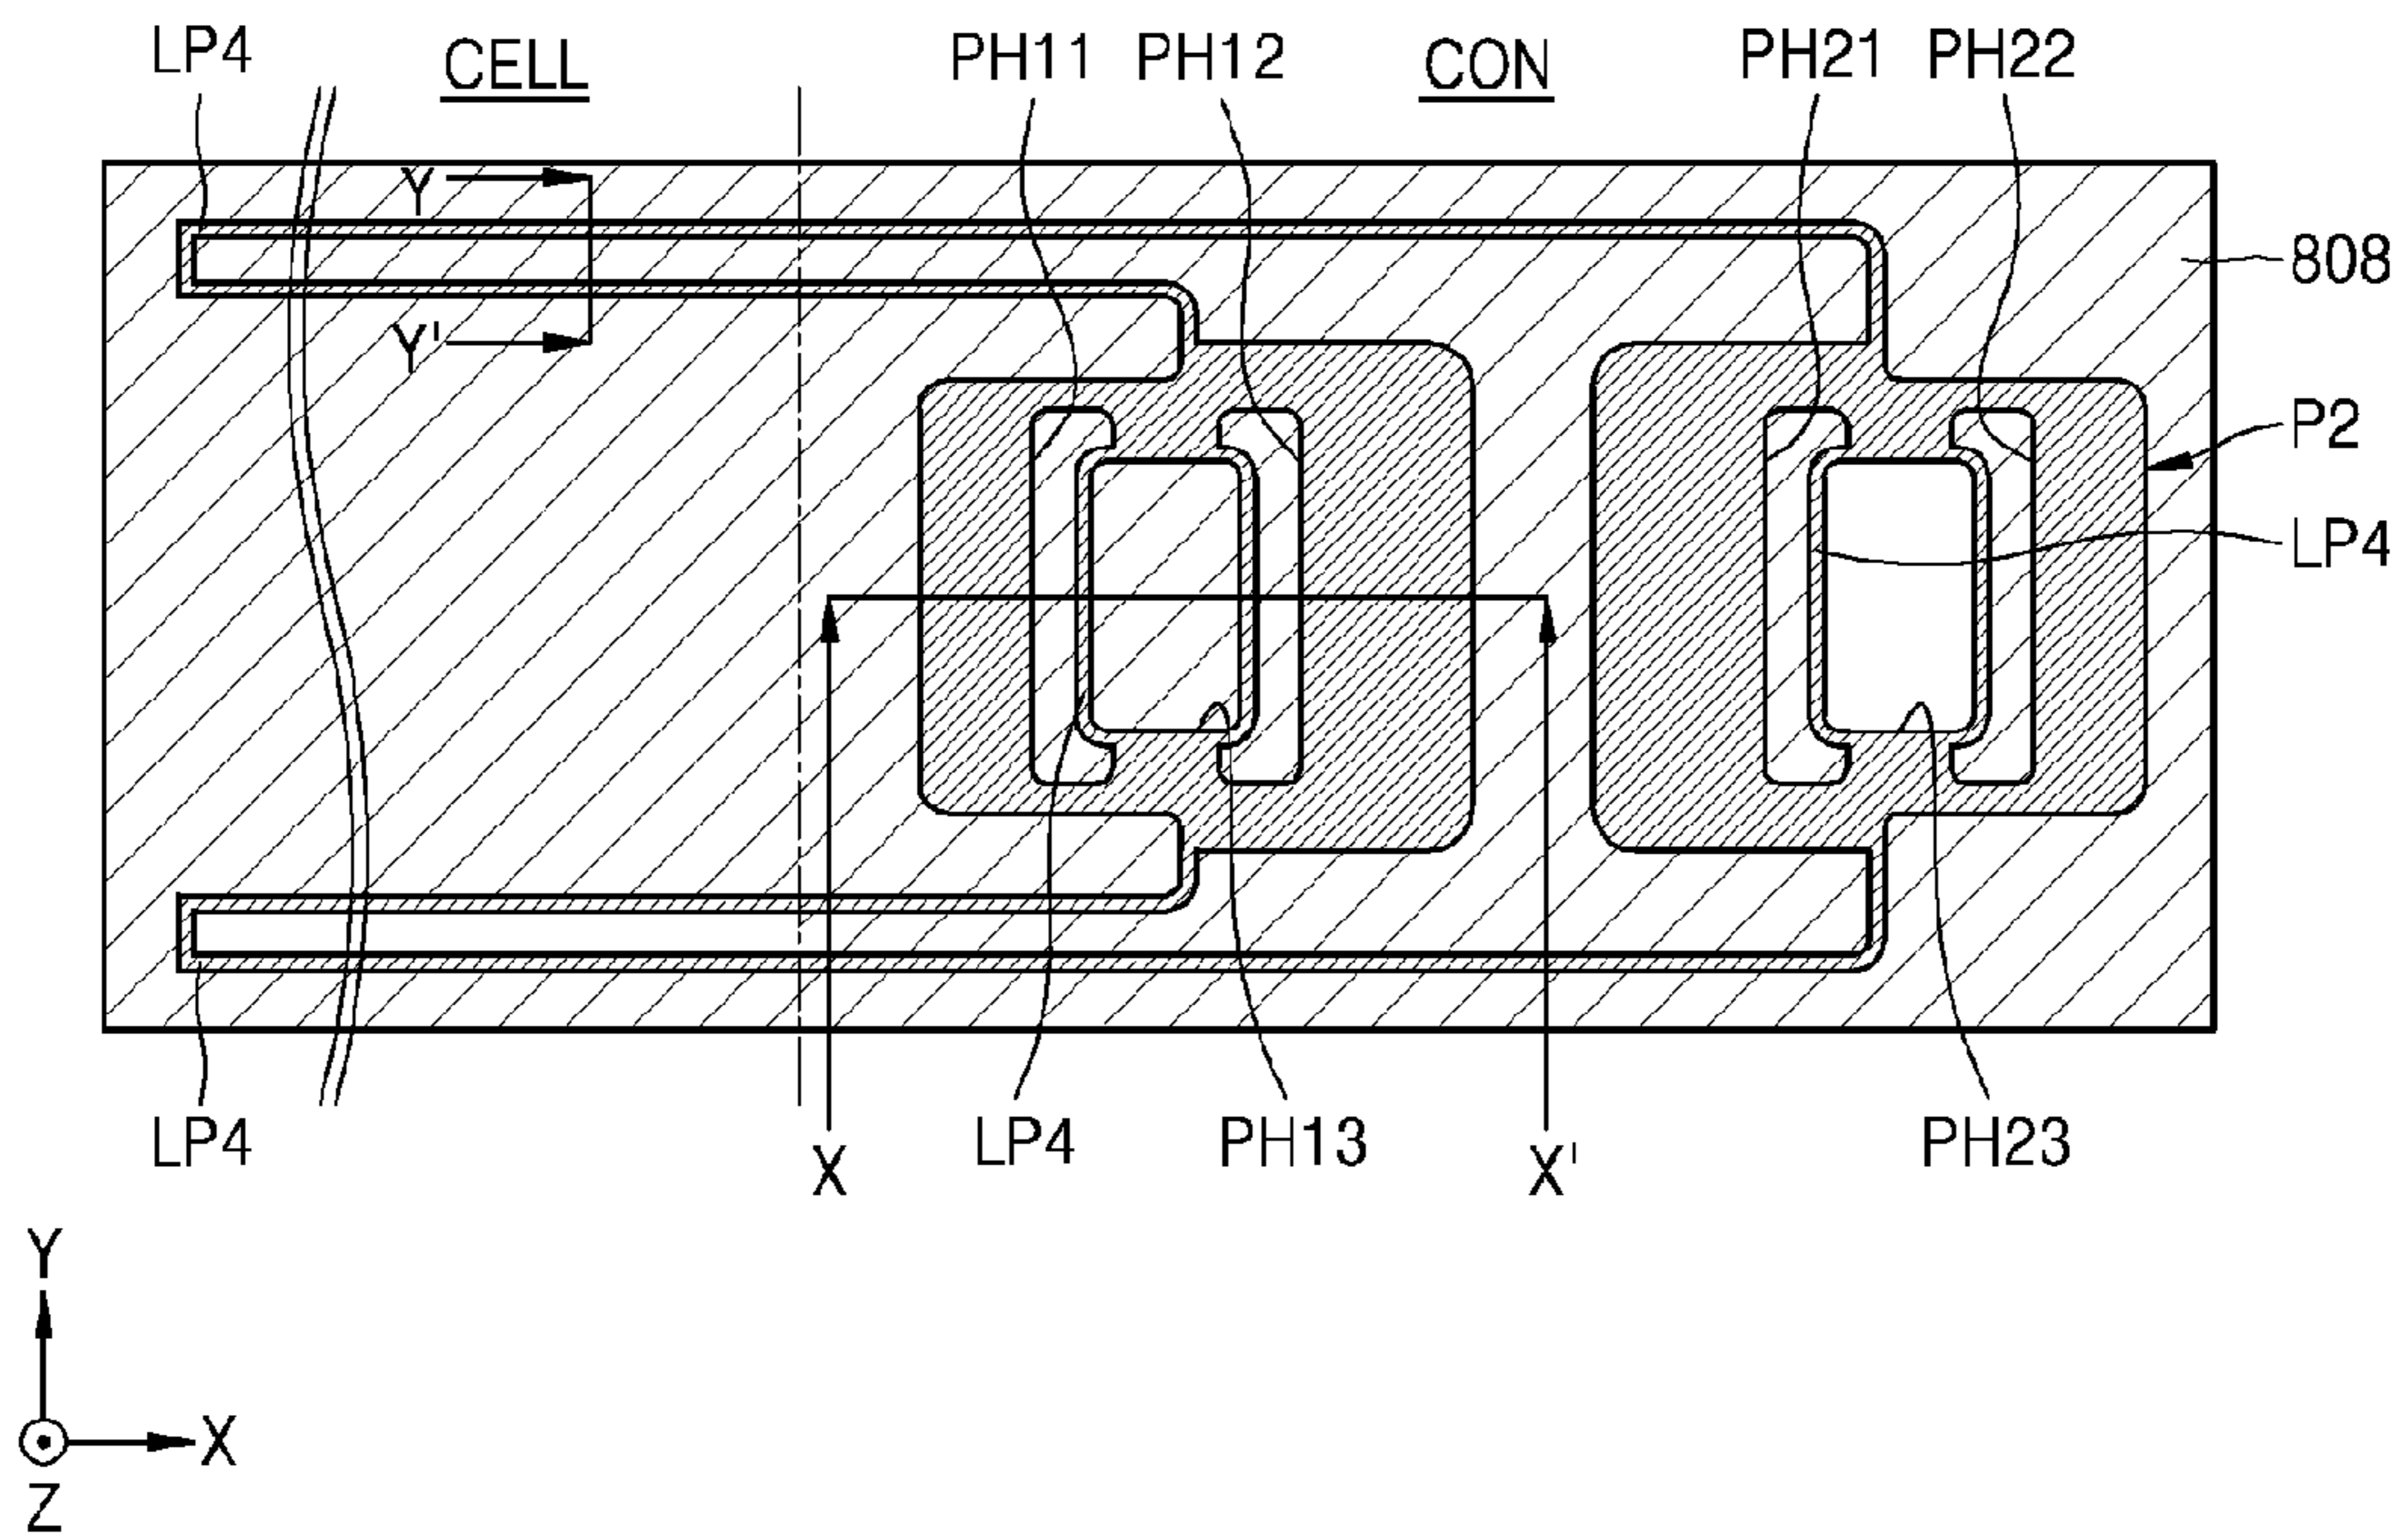 LP4 CELL PH11 PH12 CON PH21 PH22
Y
808
Y'
P2
LP4
LP4 X LP4 PH13 X' PH23
Y
X
Z